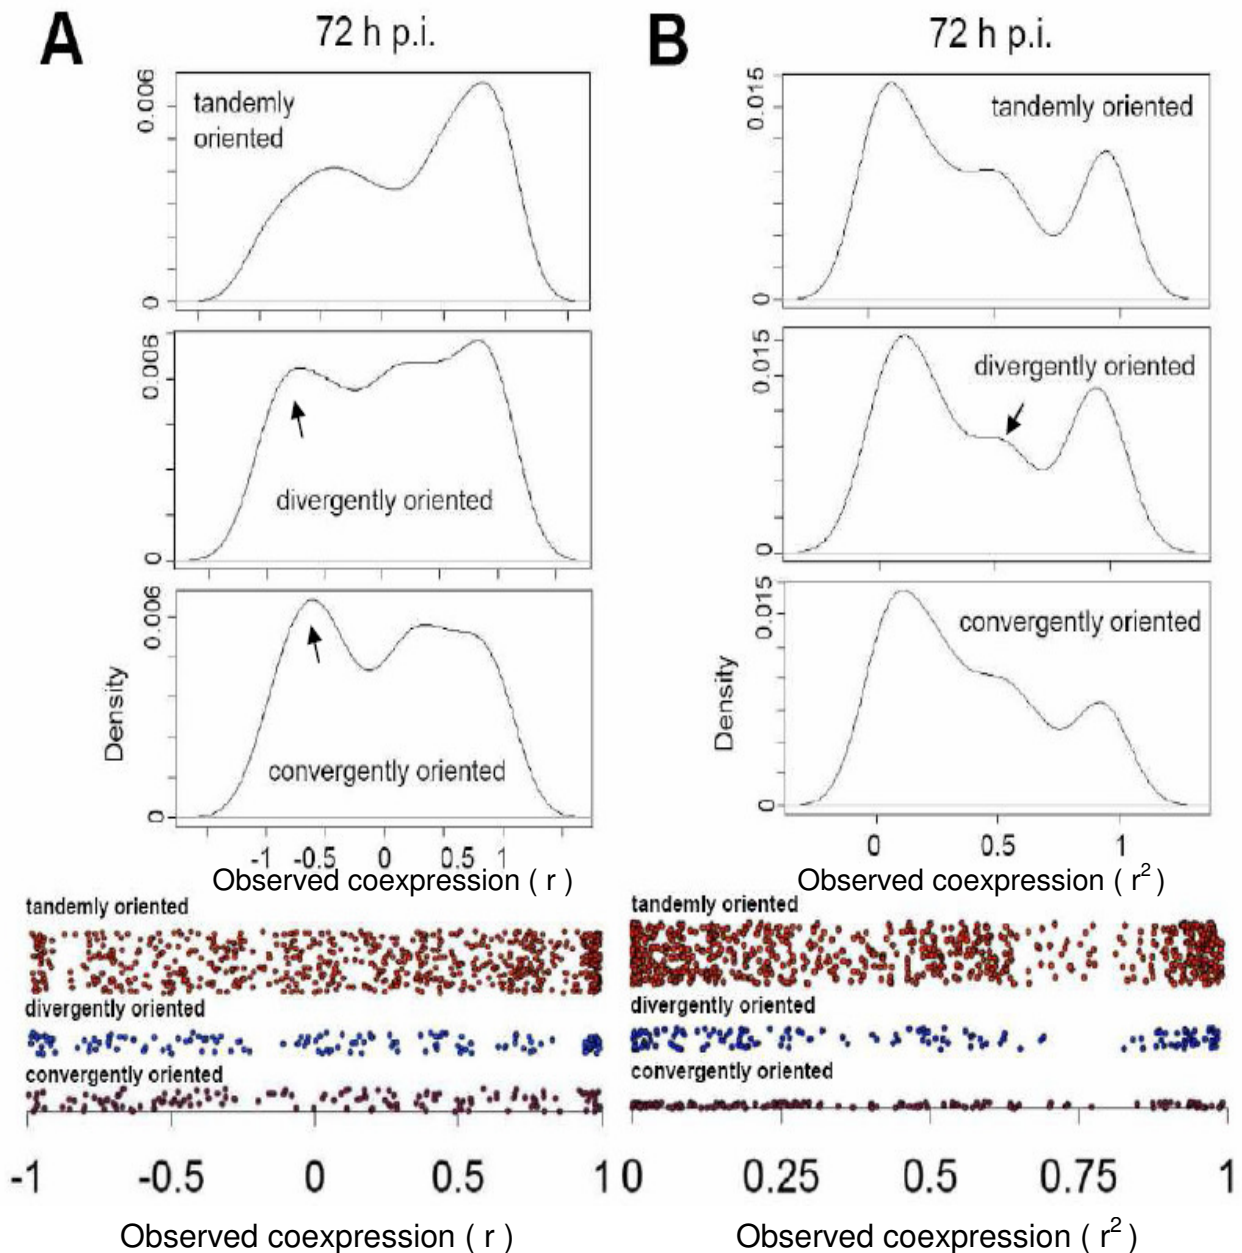 A
72 h p.i.
0.006
tandemly
oriented
0
0.006
divergently oriented
0
0.006
Density
convergently oriented
0
-1 -0.5 0 0.5 1
Observed coexpression ( r )
B
72 h p.i.
0.015
tandemly oriented
0
0.015
divergently oriented
0
0.015
convergently oriented
Density
0
0 0.5 1
Observed coexpression ( r² )
tandemly oriented
divergently oriented
convergently oriented
-1 -0.5 0 0.5 1
Observed coexpression ( r )
tandemly oriented
divergently oriented
convergently oriented
0 0.25 0.5 0.75 1
Observed coexpression ( r² )